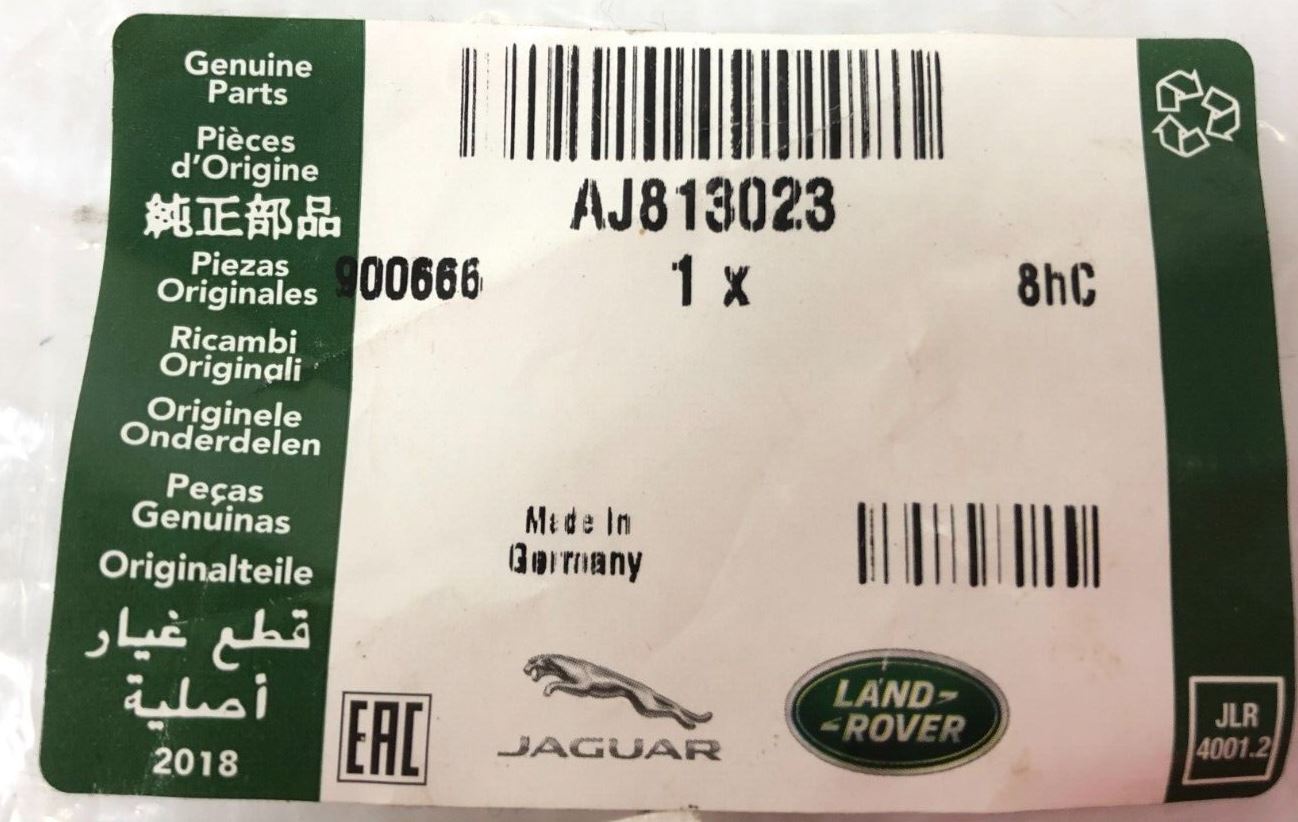 Genuine
Parts
Pièces
d'Origine
純正部品
Piezas
Originales
Ricambi
Originali
Originele
Onderdelen
Peças
Genuinas
Originalteile
قطع غيار
أصلية
2018
AJ813023
900666 1 x 8hC
Made In
Germany
EAC
JAGUAR
LAND-
-ROVER
JLR
4001.2